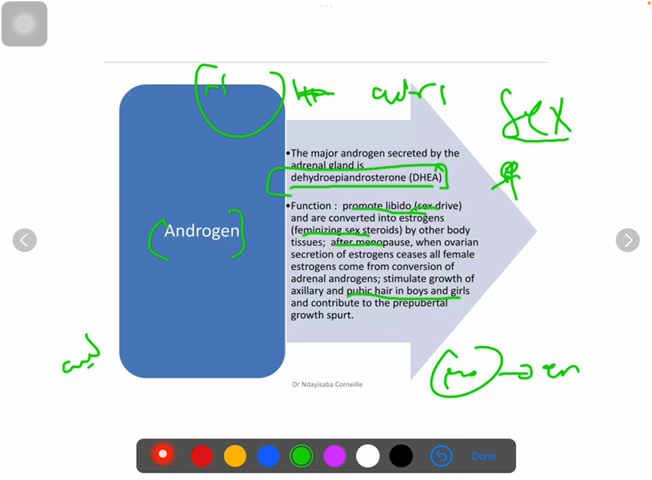 Sex
•The major androgen secreted by the
adrenal gland is
dehydroepiandrosterone (DHEA)
•Function : promote libido (sex drive)
and are converted into estrogens
(feminizing sex steroids) by other body
tissues; after menopause, when ovarian
secretion of estrogens ceases all female
estrogens come from conversion of
adrenal androgens; stimulate growth of
axillary and pubic hair in boys and girls
and contribute to the prepubertal
growth spurt.
Androgen
Dr Ndayisaba Corneille
Done